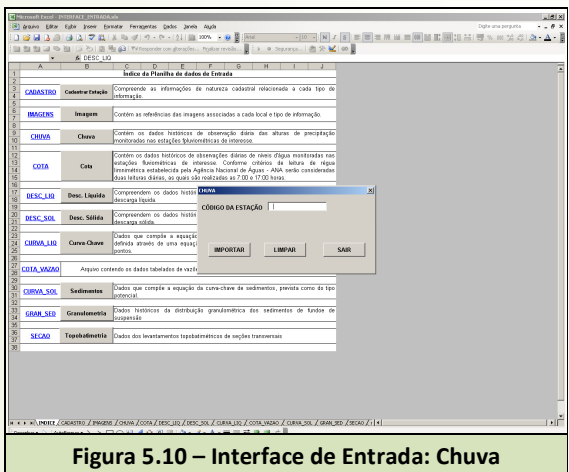 Microsoft Excel - INTERFACE_ENTRADA.xls
Arquivo Editar Exibir Inserir Formatar Ferramentas Dados Janela Ajuda
Digite uma pergunta
100%
Arial
10
Segurança...
DESC_LIQ
A B C D E F G H I J
1 Índice da Planilha de dados de Entrada
CADASTRO Cadastrar Estação Compreende as informações de natureza cadastral relacionada a cada tipo de
informação.
IMAGENS Imagem Contém as referências das imagens associadas a cada local e tipo de informação.
CHUVA Chuva Contém os dados históricos de observação diária das alturas de precipitação
monitoradas nas estações fpluviométricas de interesse.
COTA Cota Contém os dados históricos de observações diárias de níveis d'água monitoradas nas
estações fluviométricas de interesse. Conforme critérios de leitura de régua
limnimétrica estabelecida pela Agência Nacional de Águas - ANA serão consideradas
duas leituras diárias, as quais são realizadas as 7:00 e 17:00 horas.
DESC_LIQ Desc. Líquida Compreendem os dados histór
descarga líquida.
DESC_SOL Desc. Sólida Compreendem os dados histór
descarga sólida.
CURVA_LIQ Curva-Chave Dados que compõe a equaçã
definida através de uma equaç
pontos.
COTA_VAZAO Arquivo contendo os dados tabelados de vazõ
CHUVA
CÓDIGO DA ESTAÇÃO
IMPORTAR LIMPAR SAIR
CURVA_SOL Sedimentos Dados que compõe a equação da curva-chave de sedimentos, prevista como do tipo
potencial.
GRAN_SED Granulometria Dados históricos da distribuição granulométrica dos sedimentos de fundos de
suspensão
SECAO Topobatimetria Dados dos levantamentos topobatimétricos de seções transversais
INDICE / CADASTRO / IMAGENS / CHUVA / COTA / DESC_LIQ / DESC_SOL / CURVA_LIQ / COTA_VAZAO / CURVA_SOL / GRAN_SED / SECAO /
Figura 5.10 – Interface de Entrada: Chuva